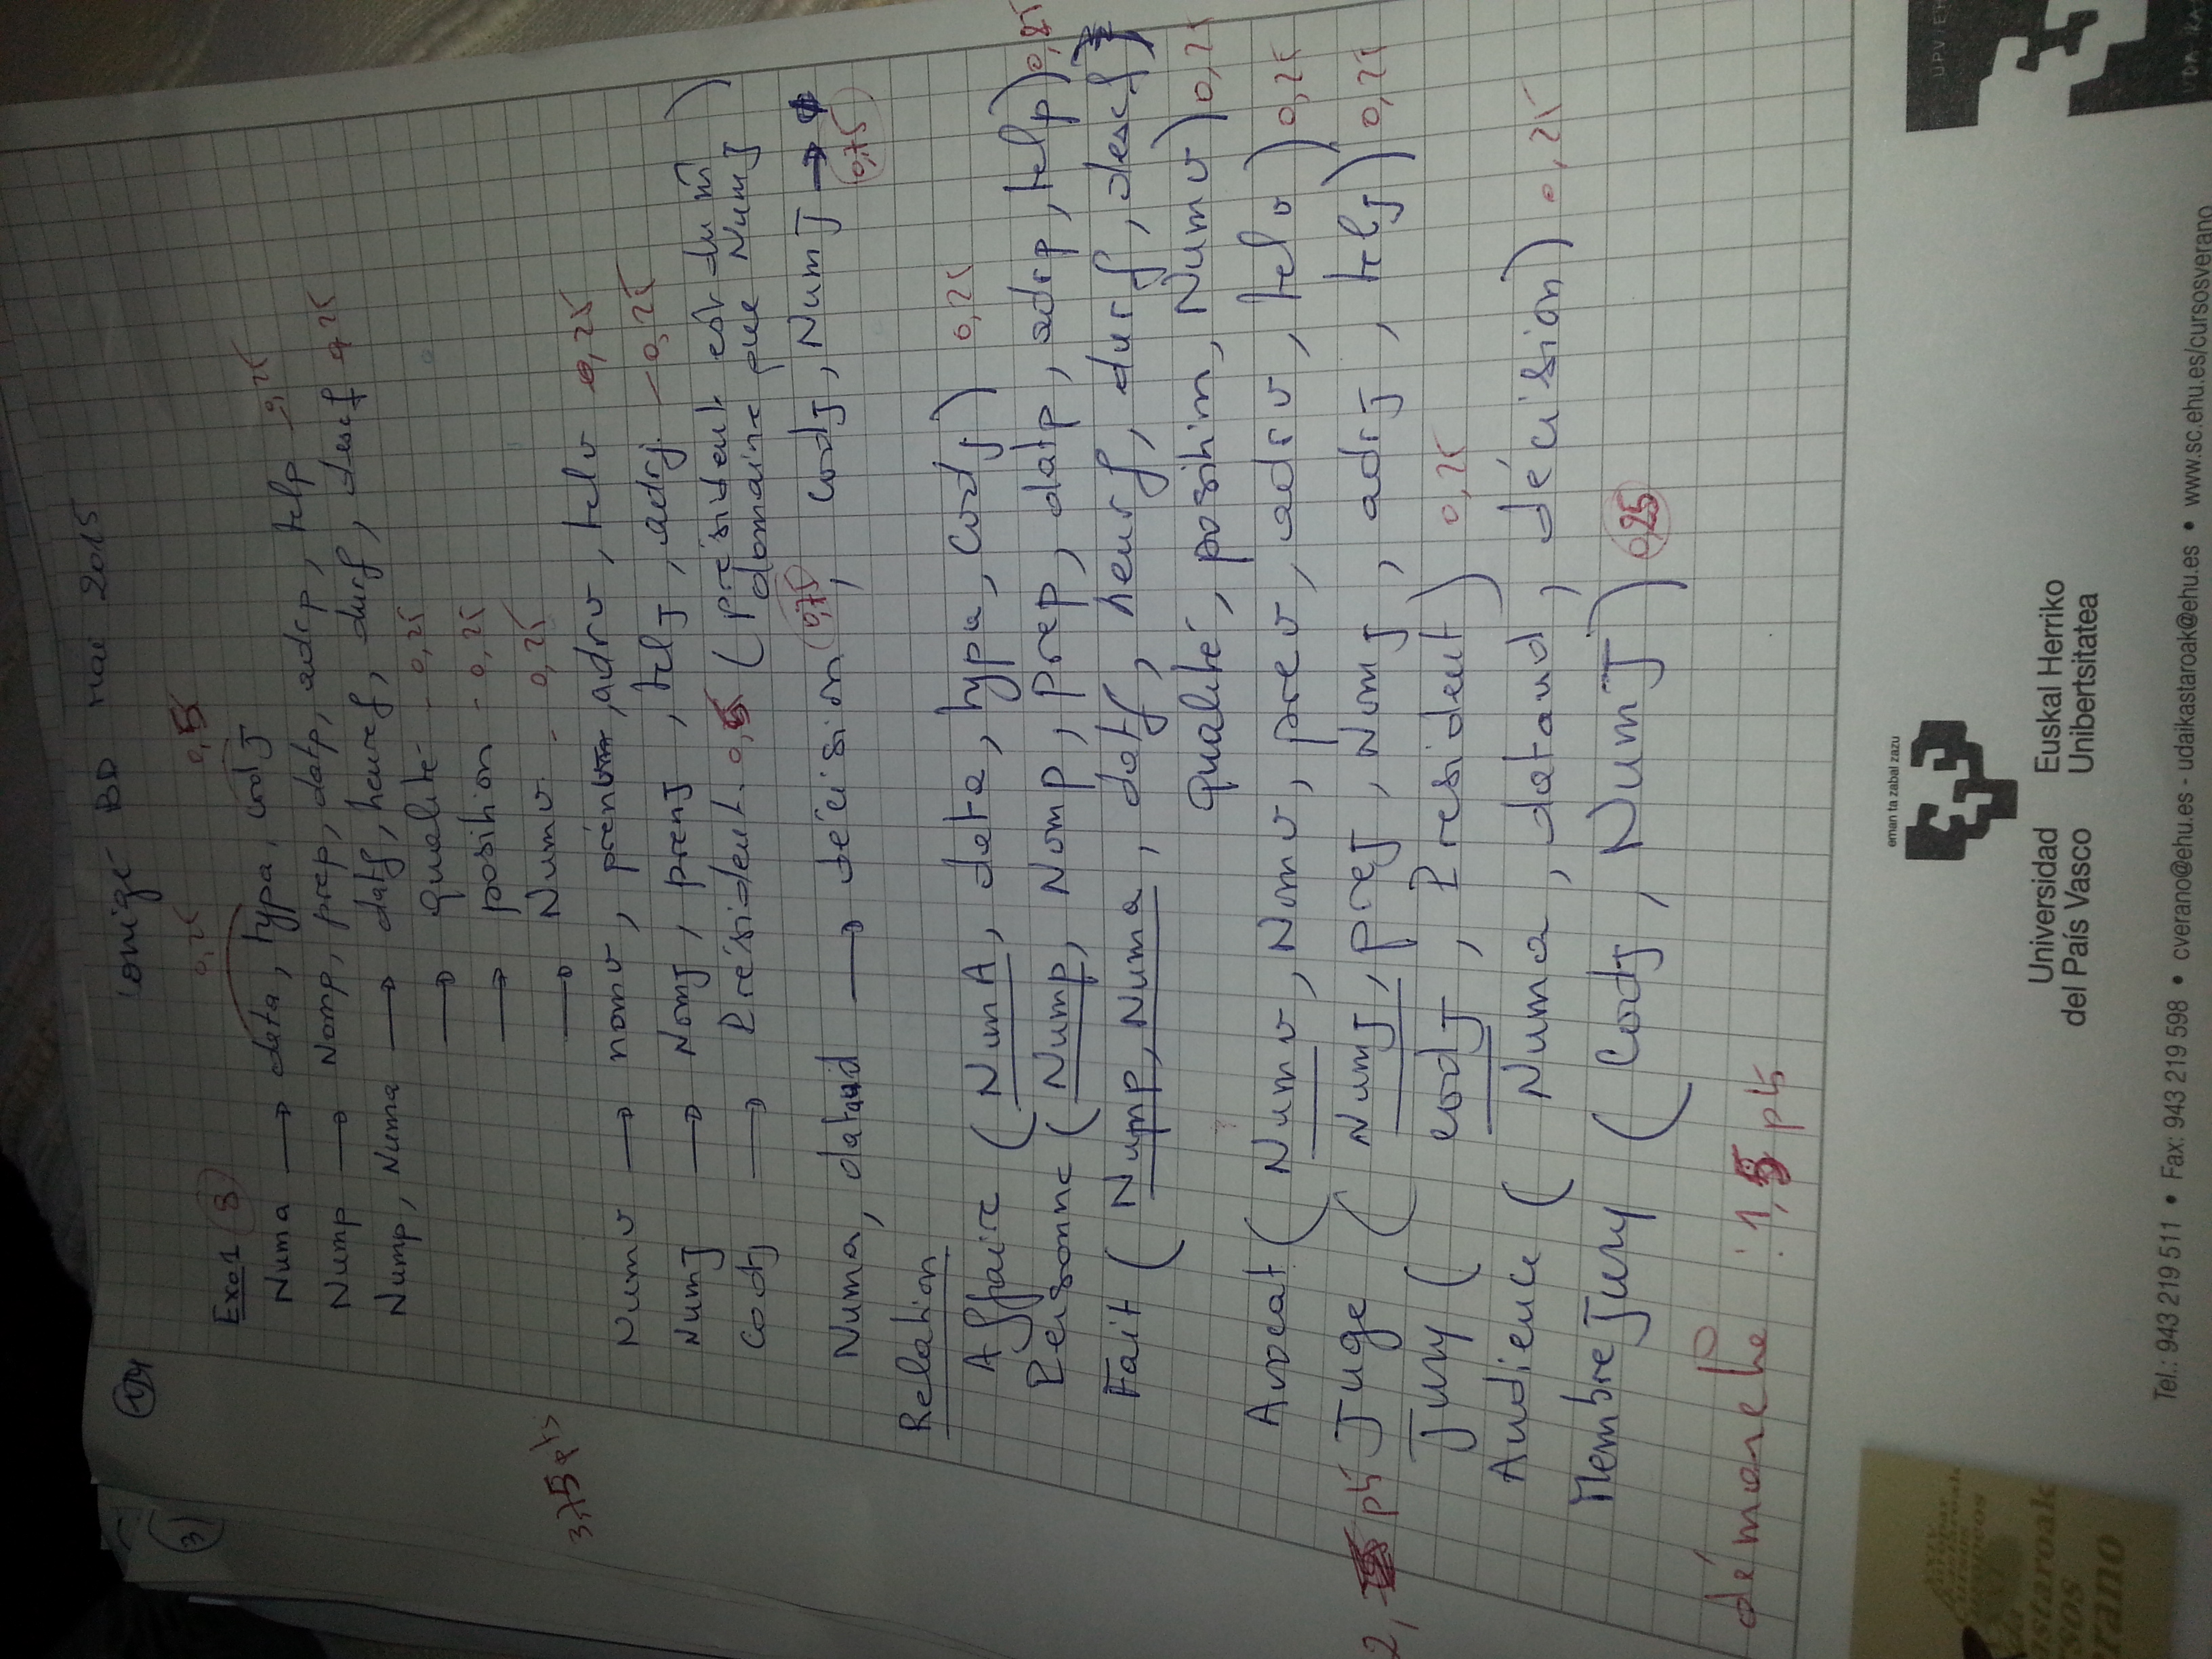 3)
Corrigé BD Mai 2015
Exo1 8
0,25 0,5
Numa → data, typa, codJ
Nump → Nomp, prep, datp, adrp, telp - 0,25
Nump, Numa → datf, heuref, durf, descf 0,25
→ qualité - 0,25
→ position - 0,25
→ Numv - 0,25
3,75 pts
Numv → nomv, prénv, adrv, telv 0,25
NumJ → NomJ, prenJ, telJ, adrj. - 0,25
CodJ → Président. 0,5 (président est du m̂
domaine que NumJ)
Numa, dataud → décision 0,75, CodJ, NumJ →
0,75
Relation
Affaire (NumA, data, typa, CodJ) 0,25
Personne (Nump, Nomp, prep, datp, adrp, telp) 0,25
Fait (Nump, Numa, datf, heurf, durf, descf
qualité, position, Numv) 0,25
Avocat (Numv, Nomv, prev, adrv, telv) 0,25
2, pts
Juge (NumJ, preJ, NomJ, adrJ, telJ) 0,25
Jury (codJ, President) 0,25
Audience (Numa, dataud, décision) 0,25
Membre Jury (CodJ, NumJ) 0,25
démarche : 1,5 pts
eman ta zabal zazu
Universidad
del País Vasco
Euskal Herriko
Unibertsitatea
UPV/EH
Tel.: 943 219 511 • Fax: 943 219 598 • cverano@ehu.es - udaikastaroak@ehu.es • www.sc.ehu.es/cursosverano